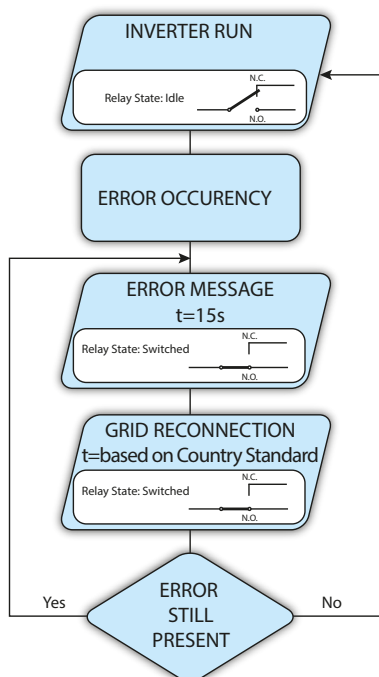 INVERTER RUN
N.C.
Relay State: Idle
N.O.
ERROR OCCURENCY
ERROR MESSAGE
t=15s
N.C.
Relay State: Switched
N.O.
GRID RECONNECTION
t=based on Country Standard
N.C.
Relay State: Switched
N.O.
Yes
ERROR
STILL
PRESENT
No